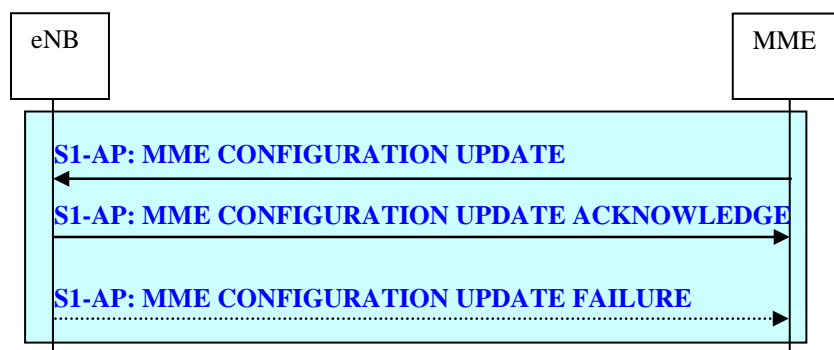 eNB
MME
S1-AP: MME CONFIGURATION UPDATE
S1-AP: MME CONFIGURATION UPDATE ACKNOWLEDGE
S1-AP: MME CONFIGURATION UPDATE FAILURE